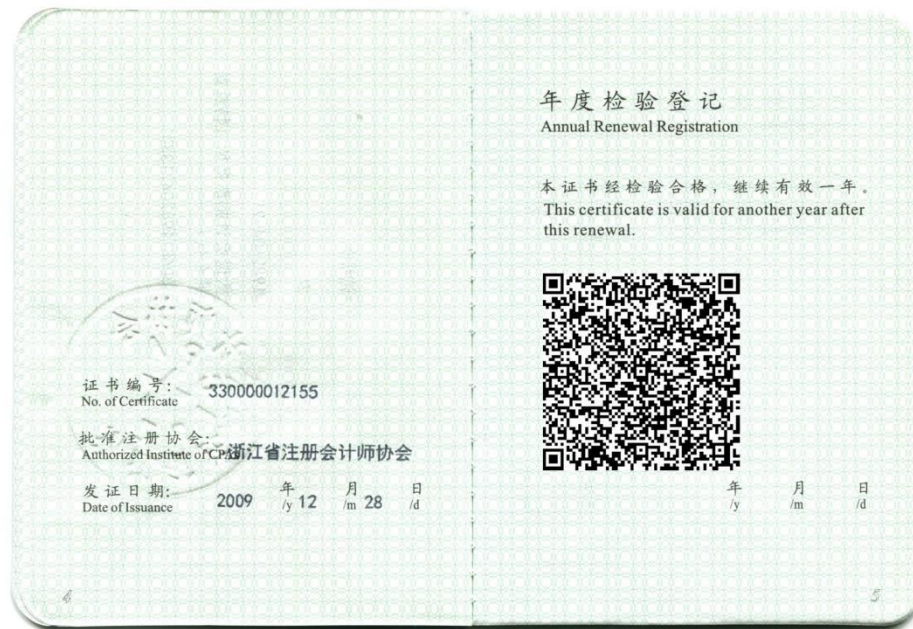 证书编号: 330000012155
No. of Certificate
批准注册协会: 浙江省注册会计师协会
Authorized Institute of CPA
发证日期: 2009 年 12 月 28 日
Date of Issuance /y /m /d
4
年度检验登记
Annual Renewal Registration
本证书经检验合格，继续有效一年。
This certificate is valid for another year after
this renewal.
年 月 日
/y /m /d
5